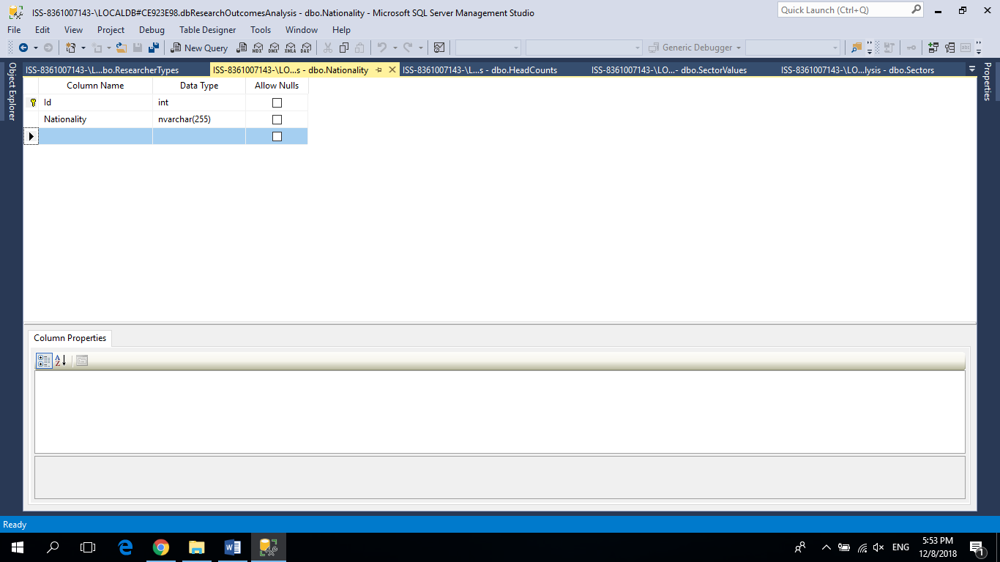 ISS-8361007143-\LOCALDB#CE923E98.dbResearchOutcomesAnalysis - dbo.Nationality - Microsoft SQL Server Management Studio
Quick Launch (Ctrl+Q)
File Edit View Project Debug Table Designer Tools Window Help
New Query MDX DMX XMLA DAX Generic Debugger
ISS-8361007143-\L...bo.ResearcherTypes ISS-8361007143-\LO...s - dbo.Nationality ISS-8361007143-\L...s - dbo.HeadCounts ISS-8361007143-\LO...- dbo.SectorValues ISS-8361007143-\LO...lysis - dbo.Sectors
Object Explorer
Properties
Column Name Data Type Allow Nulls
Id int
Nationality nvarchar(255)
Column Properties
A
Z
Ready
ENG
5:53 PM
12/8/2018
1